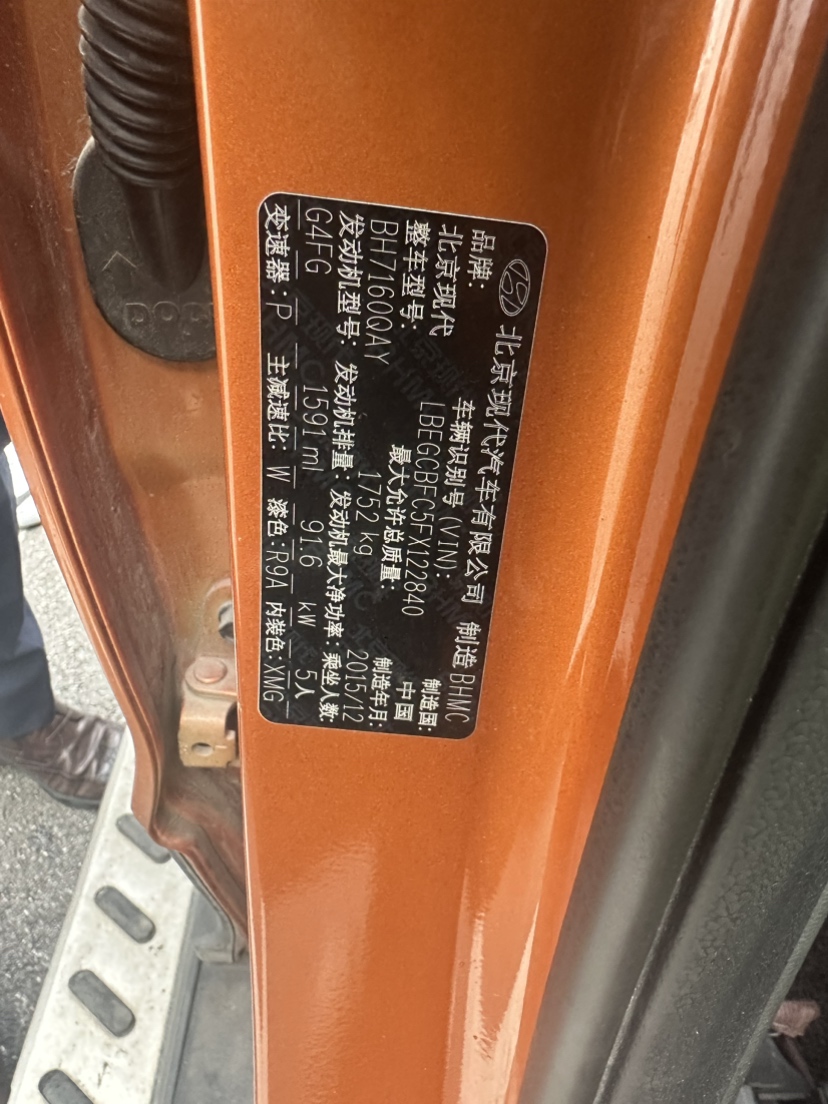 北京现代汽车有限公司 制造 BHMC
品牌: 车辆识别号 (VIN): 制造国:
北京现代 LBEGCBFC5FX122840 中国
整车型号: 最大允许总质量: 制造年月:
BH7160QAY 1752 kg 2015/12
发动机型号: 发动机排量: 发动机最大净功率: 乘坐人数:
G4FG 1591 ml 91.6 kW 5人
变速器: P 主减速比: W 漆色: R9A 内装色: XMG